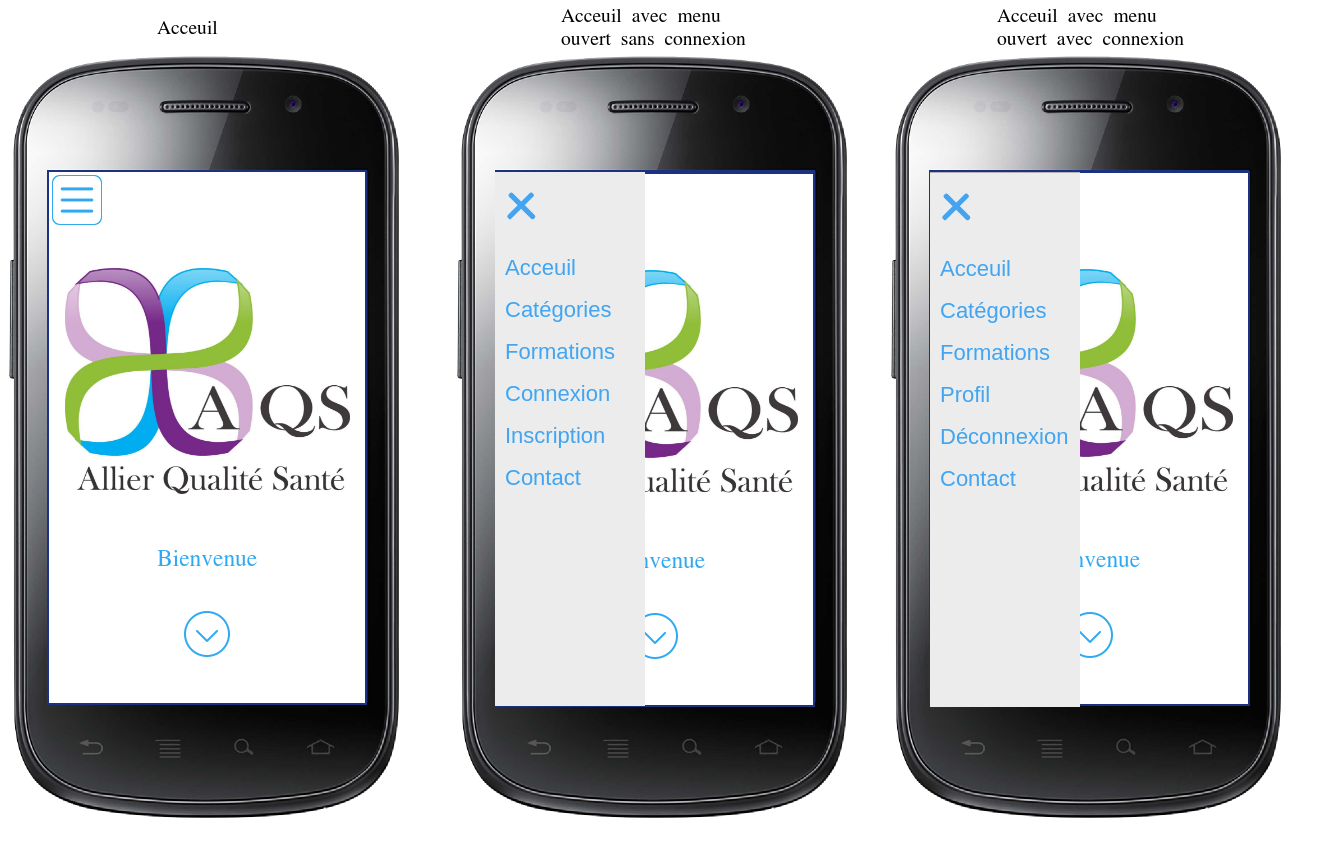 Acceuil
Acceuil avec menu
ouvert sans connexion
Acceuil avec menu
ouvert avec connexion
AQS
Allier Qualité Santé
Bienvenue
Acceuil
Catégories
Formations
Connexion
Inscription
Contact
AQS
ualité Santé
nvenue
Acceuil
Catégories
Formations
Profil
Déconnexion
Contact
AQS
ualité Santé
nvenue